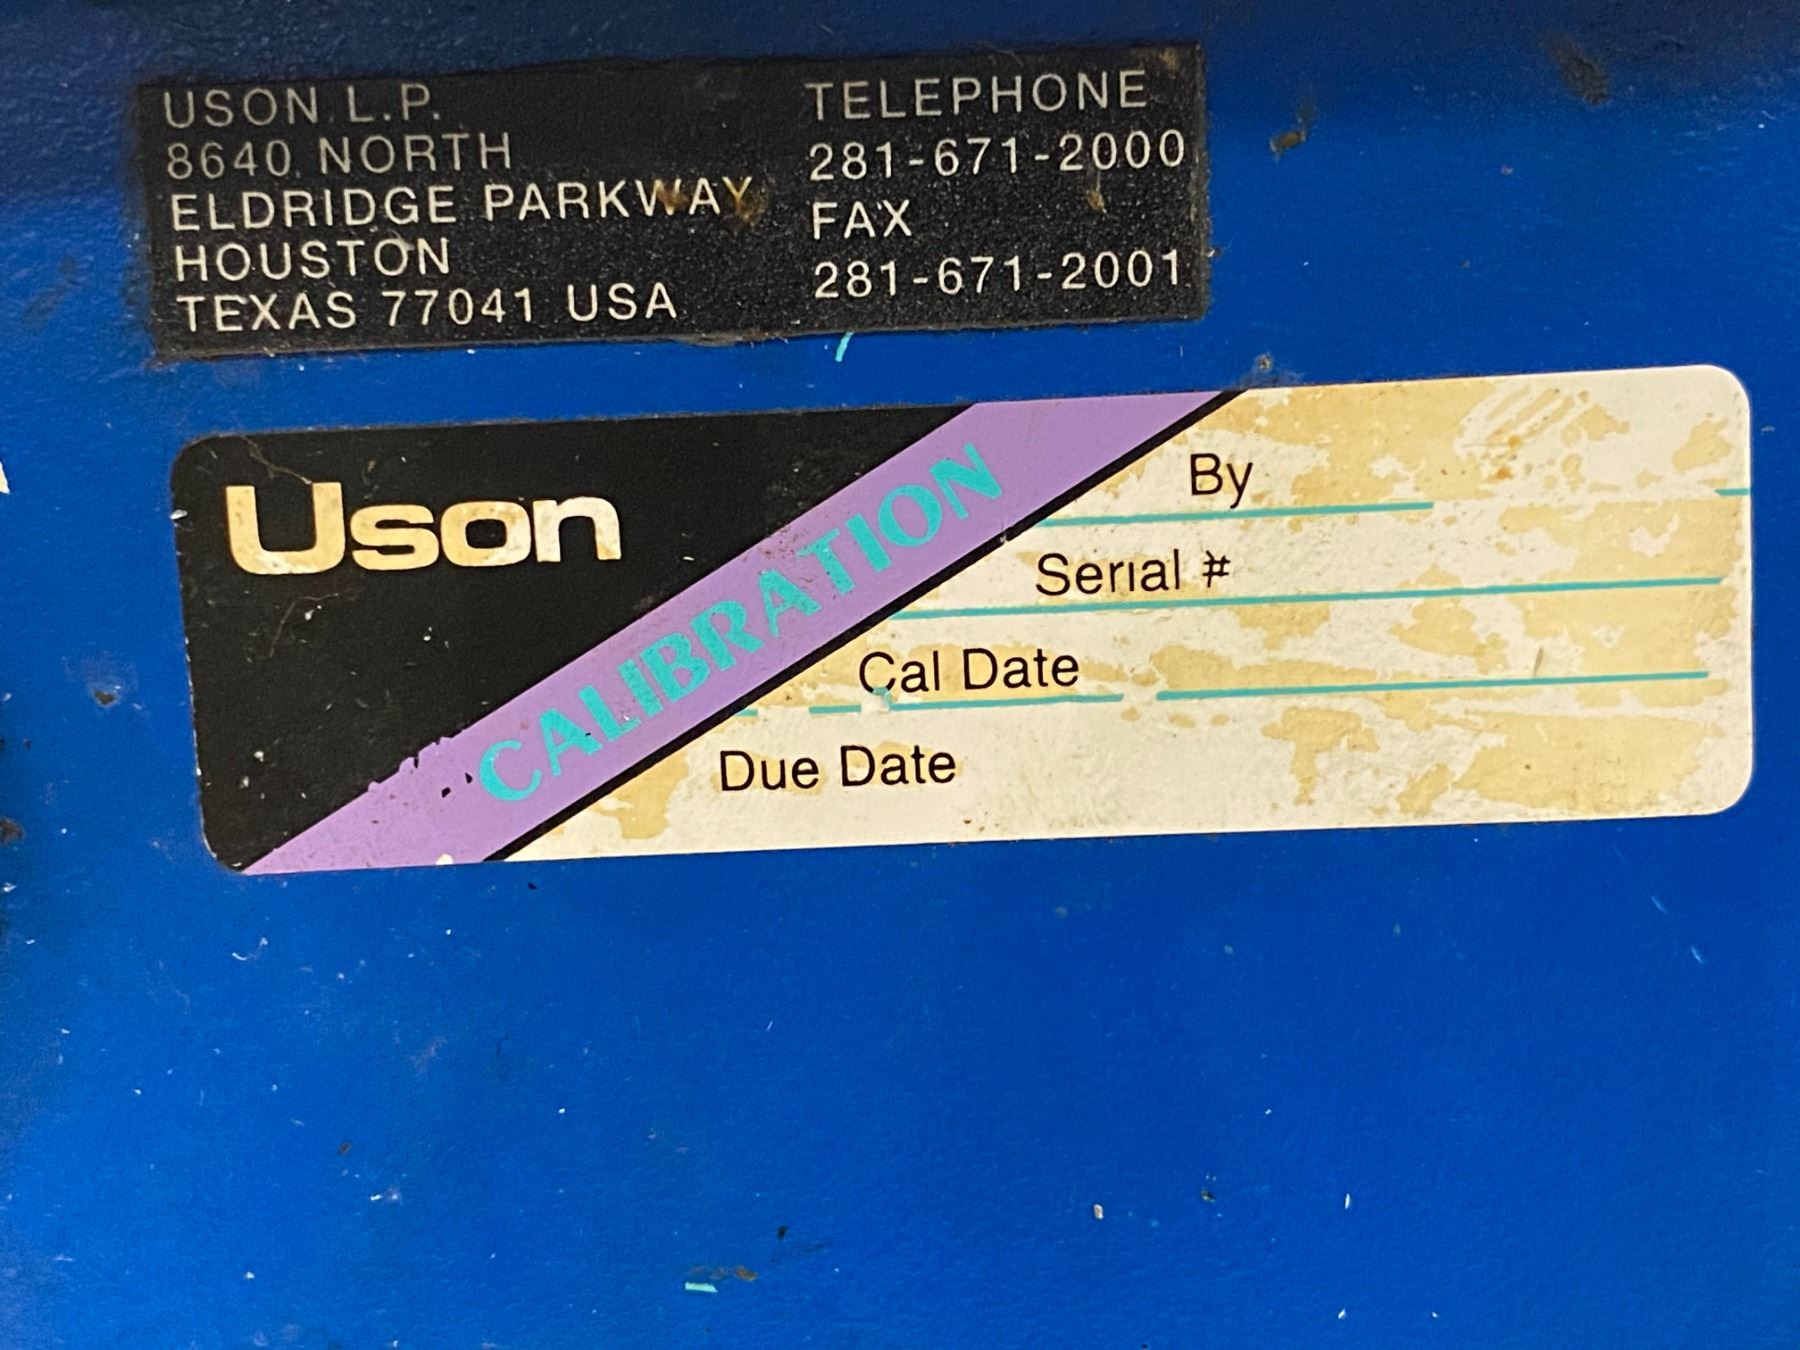 USON L.P.
8640 NORTH
ELDRIDGE PARKWAY
HOUSTON
TEXAS 77041 USA
TELEPHONE
281-671-2000
FAX
281-671-2001
Uson
CALIBRATION
By
Serial #
Cal Date
Due Date